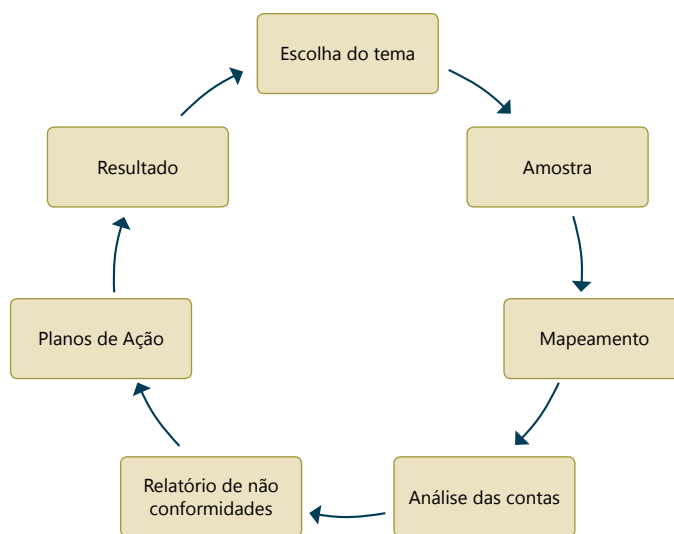 Escolha do tema
Amostra
Mapeamento
Análise das contas
Relatório de não
conformidades
Planos de Ação
Resultado